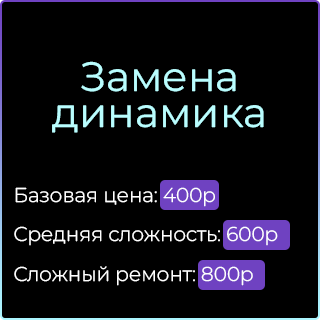 Замена
динамика
Базовая цена: 400р
Средняя сложность: 600р
Сложный ремонт: 800р